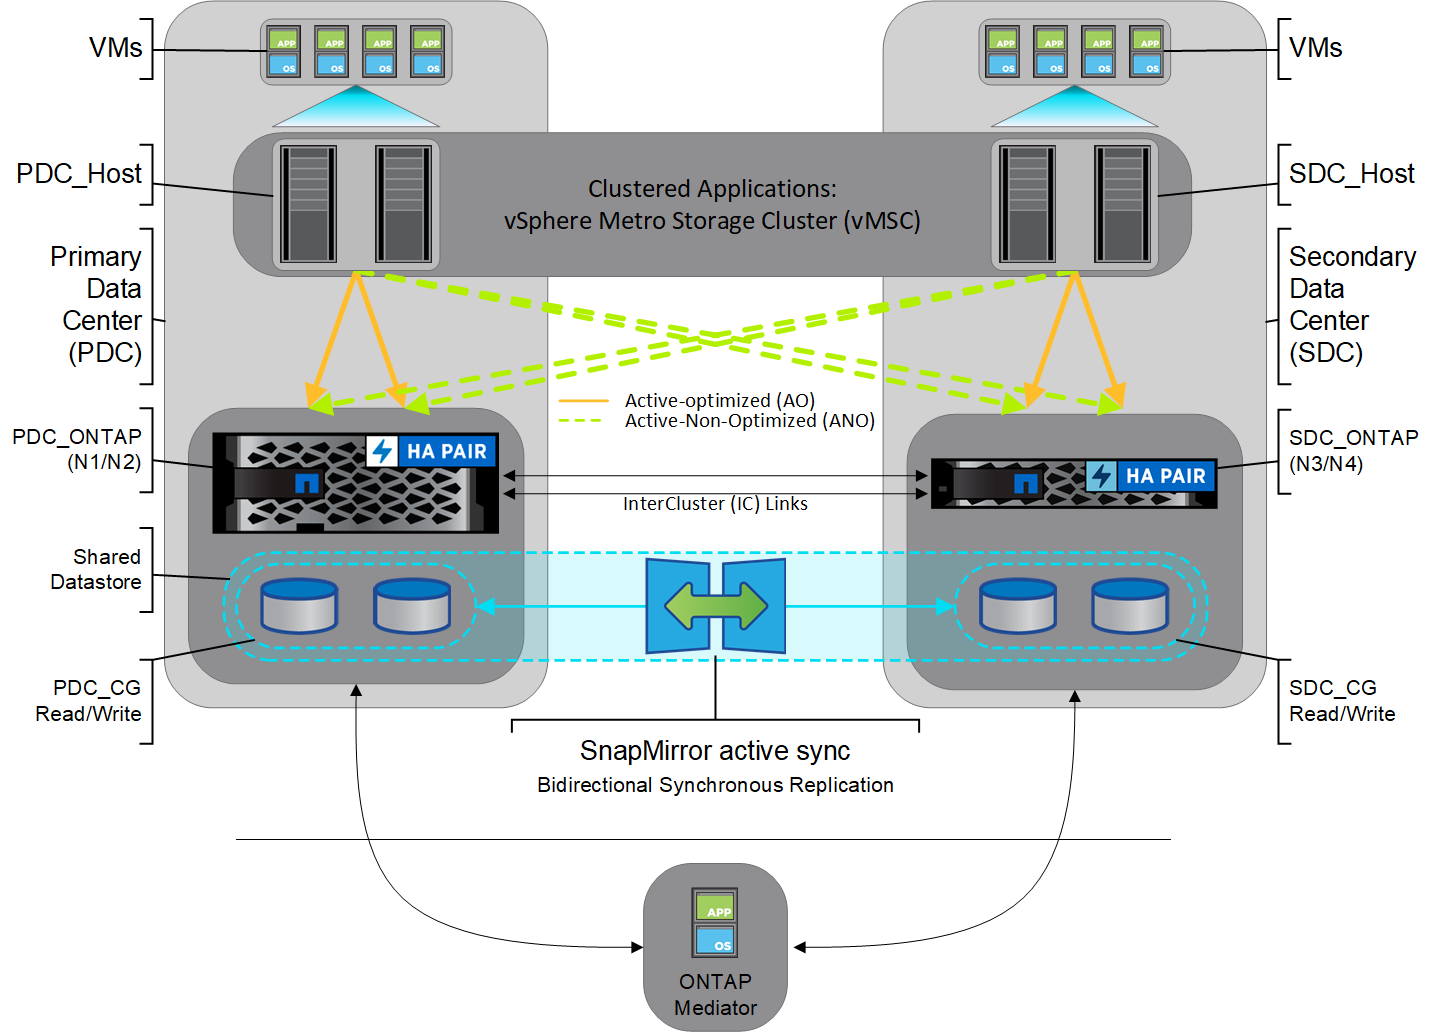 VMs
APP APP APP APP
OS OS OS OS
APP APP APP APP
OS OS OS OS
VMs
PDC_Host
Clustered Applications:
vSphere Metro Storage Cluster (vMSC)
SDC_Host
Primary
Data
Center
(PDC)
Secondary
Data
Center
(SDC)
Active-optimized (AO)
Active-Non-Optimized (ANO)
PDC_ONTAP
(N1/N2)
HA PAIR
HA PAIR
SDC_ONTAP
(N3/N4)
InterCluster (IC) Links
Shared
Datastore
PDC_CG
Read/Write
SDC_CG
Read/Write
SnapMirror active sync
Bidirectional Synchronous Replication
APP
OS
ONTAP
Mediator